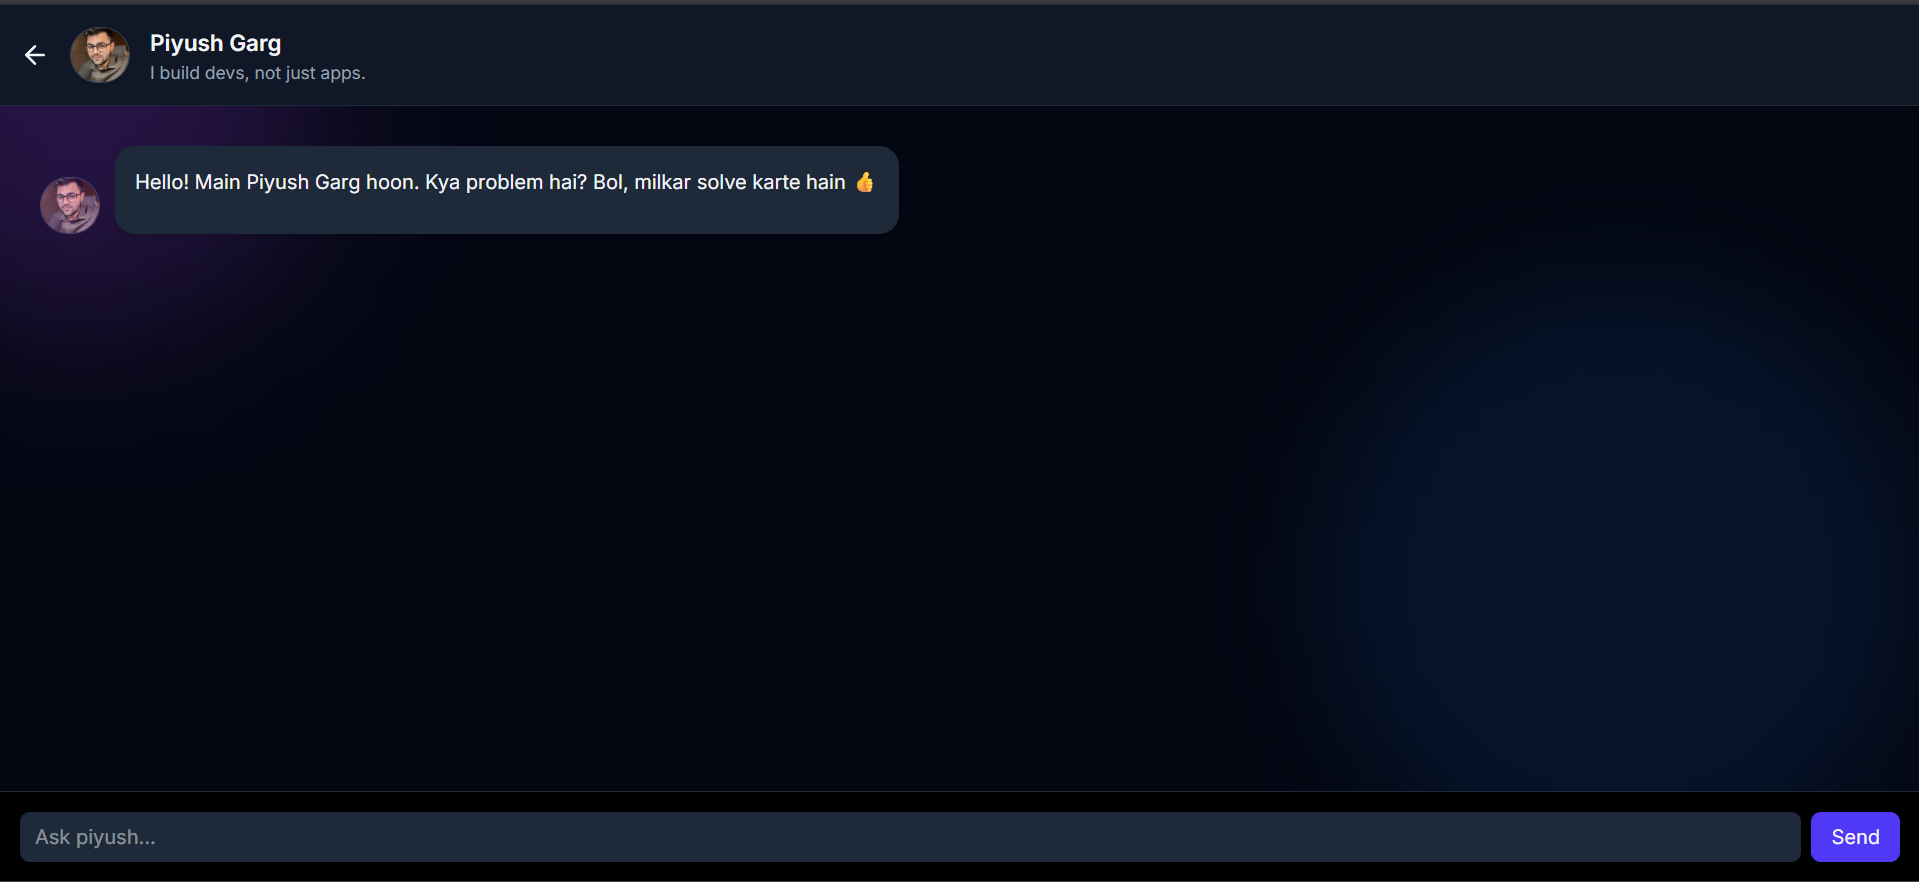 Piyush Garg
I build devs, not just apps.
Hello! Main Piyush Garg hoon. Kya problem hai? Bol, milkar solve karte hain 👍
Ask piyush...
Send